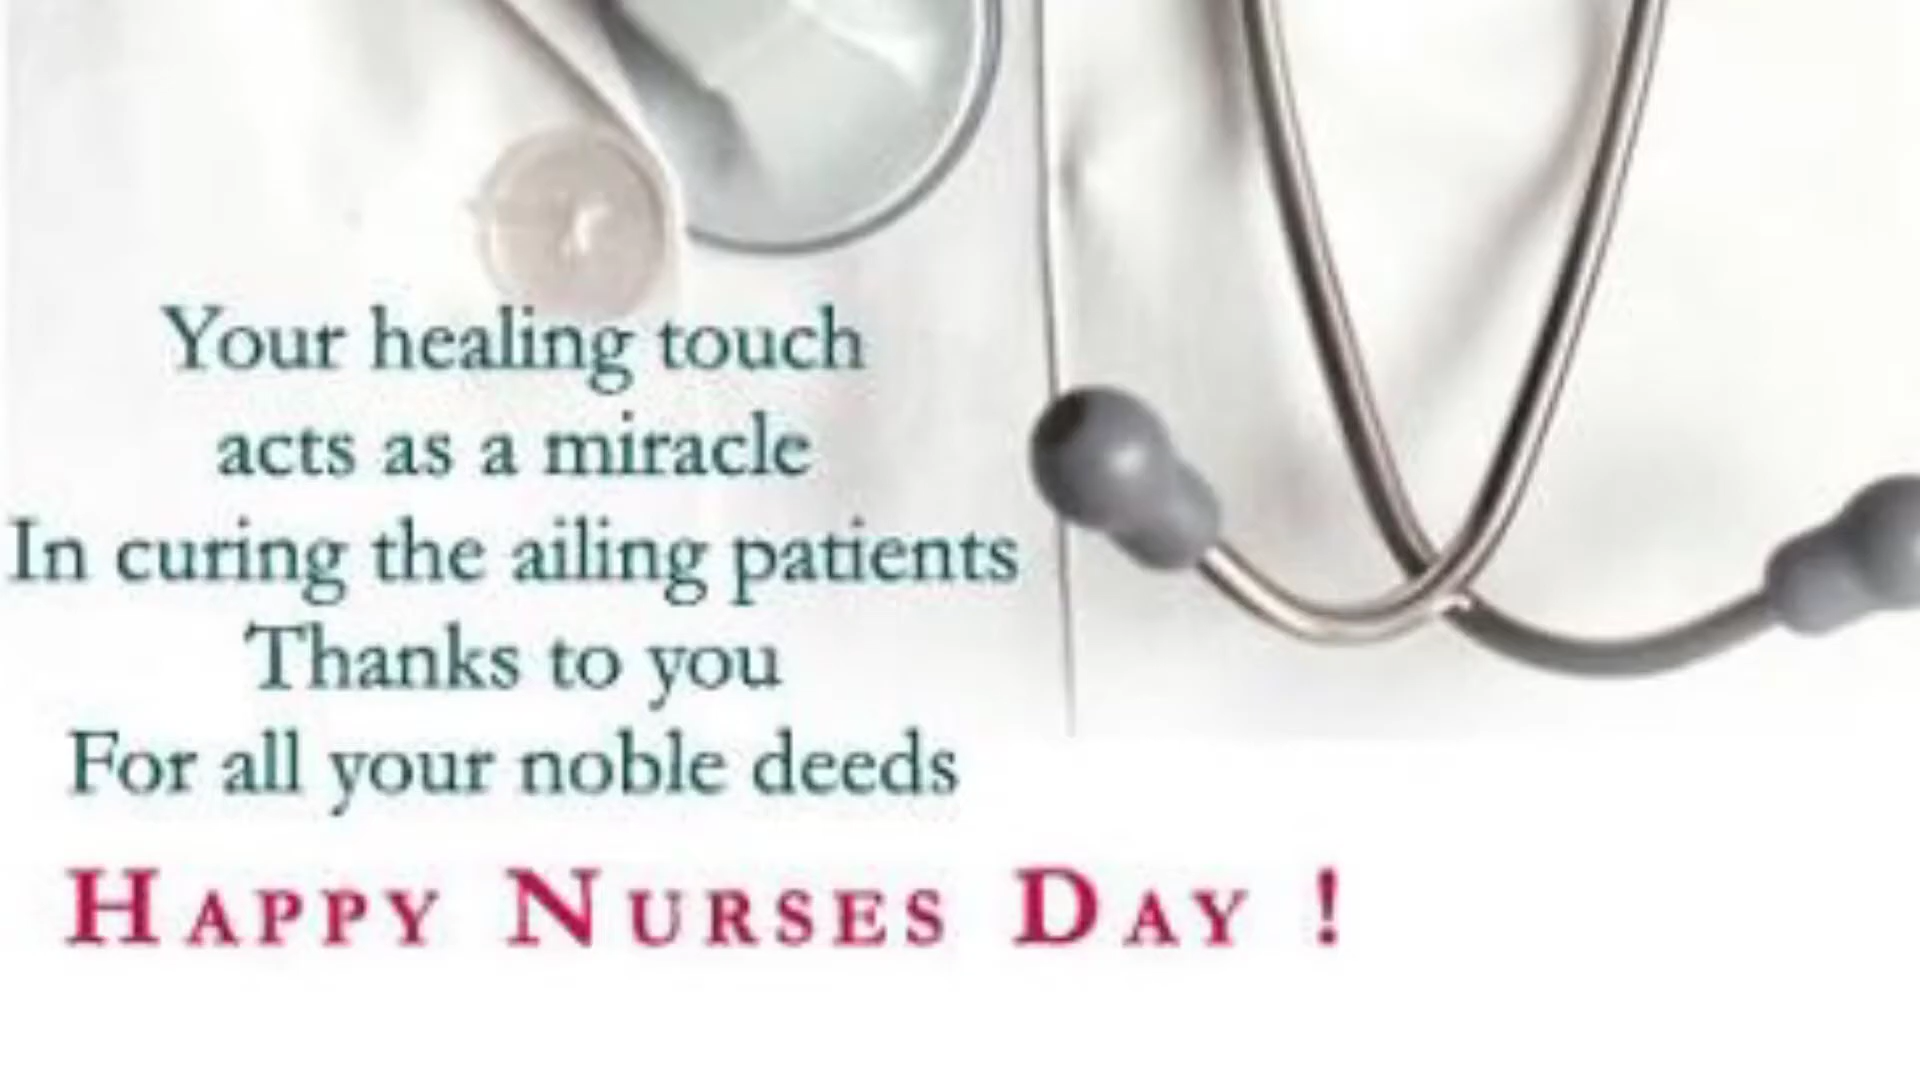 Your healing touch
acts as a miracle
In curing the ailing patients
Thanks to you
For all your noble deeds
HAPPY NURSES DAY !